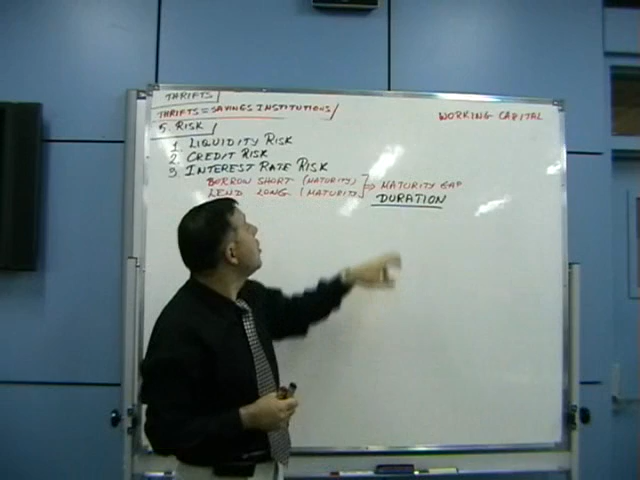 THRIFTS
THRIFTS = SAVINGS INSTITUTIONS
WORKING CAPITAL
5. RISK
1. LIQUIDITY RISK
2. CREDIT RISK
3. INTEREST RATE RISK
BORROW SHORT (MATURITY) ⇒ MATURITY GAP
LEND LONG (MATURITY DURATION